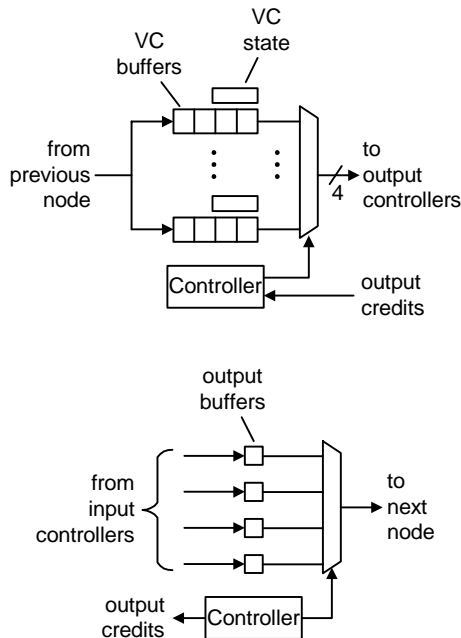 VC
buffers
VC
state
from
previous
node
to
output
controllers
4
Controller
output
credits
output
buffers
from
input
controllers
to
next
node
output
credits
Controller